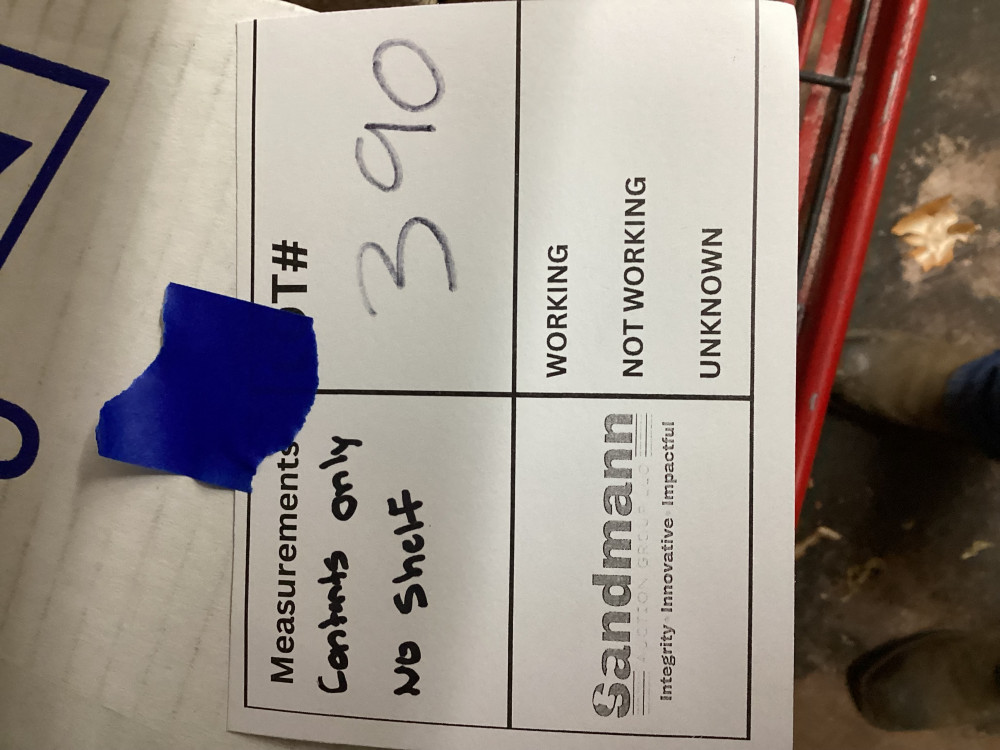 Measurements
Contents only
No Shelf
OT#
390
Sandmann
AUCTION GROUP LLC
Integrity · Innovative · Impactful
WORKING
NOT WORKING
UNKNOWN